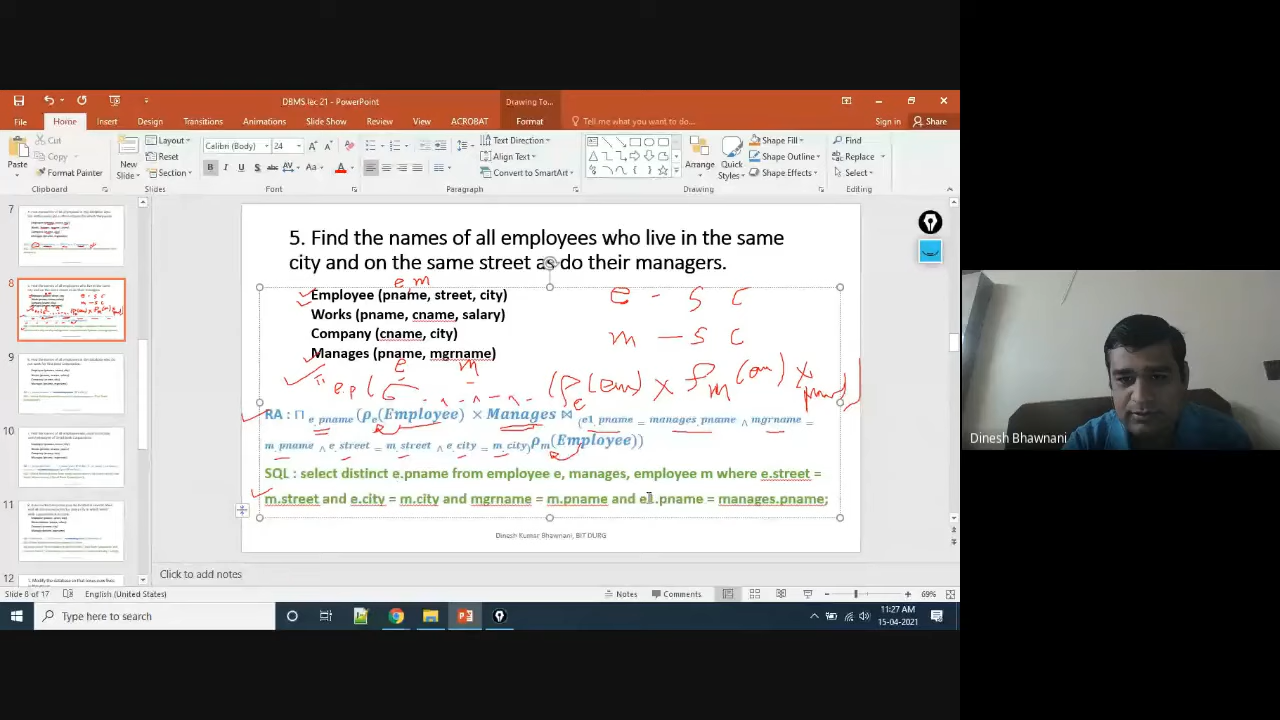 DBMS.lec 21 - PowerPoint
Drawing To...
File Home Insert Design Transitions Animations Slide Show Review View ACROBAT Format Tell me what you want to do... Sign in Share
Paste
Cut
Copy
Format Painter
Clipboard
New Slide
Layout
Reset
Section
Slides
Calibri (Body) 24
Font
Text Direction
Align Text
Convert to SmartArt
Paragraph
Arrange
Quick Styles
Shape Fill
Shape Outline
Shape Effects
Drawing
Find
Replace
Select
Editing
7
8
9
10
11
12
5. Find the names of all employees who live in the same
city and on the same street as do their managers.
e m
Employee (pname, street, city)
Works (pname, cname, salary)
Company (cname, city)
Manages (pname, mgrname)
e m
e - s c
m - s c
RA : Π e pname (ρe(Employee) × Manages ⋈ (e1 pname = manages pname ∧ mgrname =
m pname ∧ e street = m street ∧ e city = m city) ρm(Employee))
SQL : select distinct e.pname from employee e, manages, employee m where e.street =
m.street and e.city = m.city and mgrname = m.pname and e1.pname = manages.pname;
Dinesh Kumar Bhawnani, BIT DURG
Click to add notes
Slide 8 of 17 English (United States) Notes Comments 69%
Type here to search
11:27 AM
15-04-2021
Dinesh Bhawnani